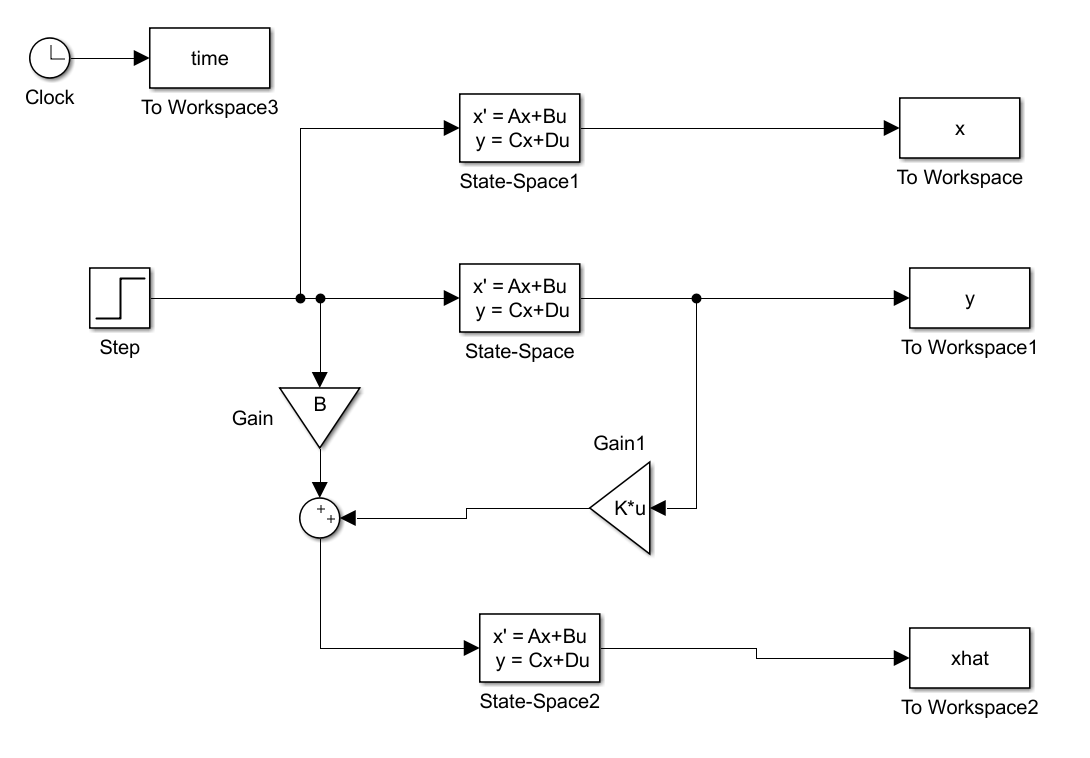 time
Clock
To Workspace3
x' = Ax+Bu
y = Cx+Du
State-Space1
x
To Workspace
Step
x' = Ax+Bu
y = Cx+Du
State-Space
y
To Workspace1
Gain
B
Gain1
K*u
+
+
x' = Ax+Bu
y = Cx+Du
State-Space2
xhat
To Workspace2